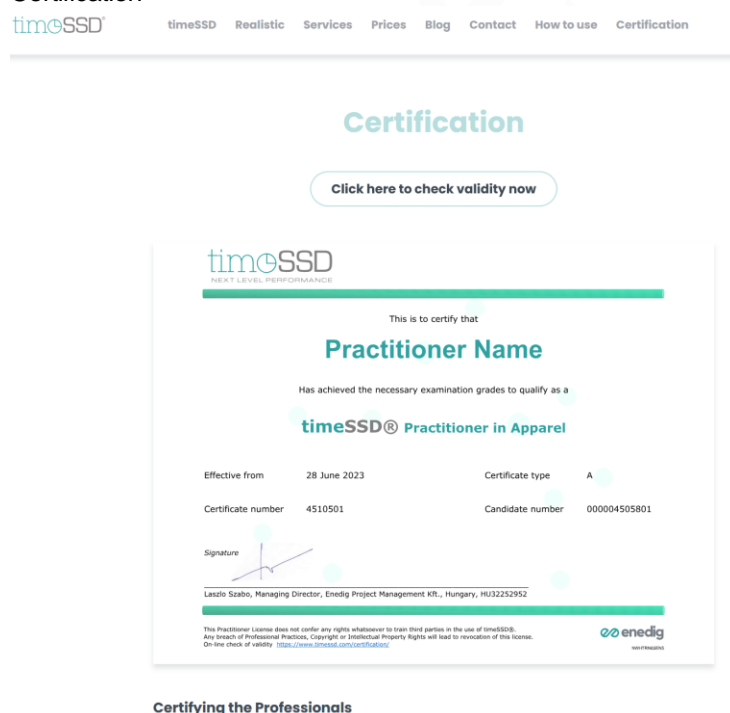 Certification
timeSSD®
timeSSD Realistic Services Prices Blog Contact How to use Certification
Certification
Click here to check validity now
timeSSD
NEXT LEVEL PERFORMANCE
This is to certify that
Practitioner Name
Has achieved the necessary examination grades to qualify as a
timeSSD® Practitioner in Apparel
Effective from 28 June 2023 Certificate type A
Certificate number 4510501 Candidate number 000004505801
Signature
Laszlo Szabo, Managing Director, Enedig Project Management Kft., Hungary, HU32252952
This Practitioner License does not confer any rights whatsoever to train third parties in the use of timeSSD®.
Any breach of Professional Practices, Copyright or Intellectual Property Rights will lead to revocation of this license.
On-line check of validity https://www.timessd.com/certification/
enedig
Certifying the Professionals